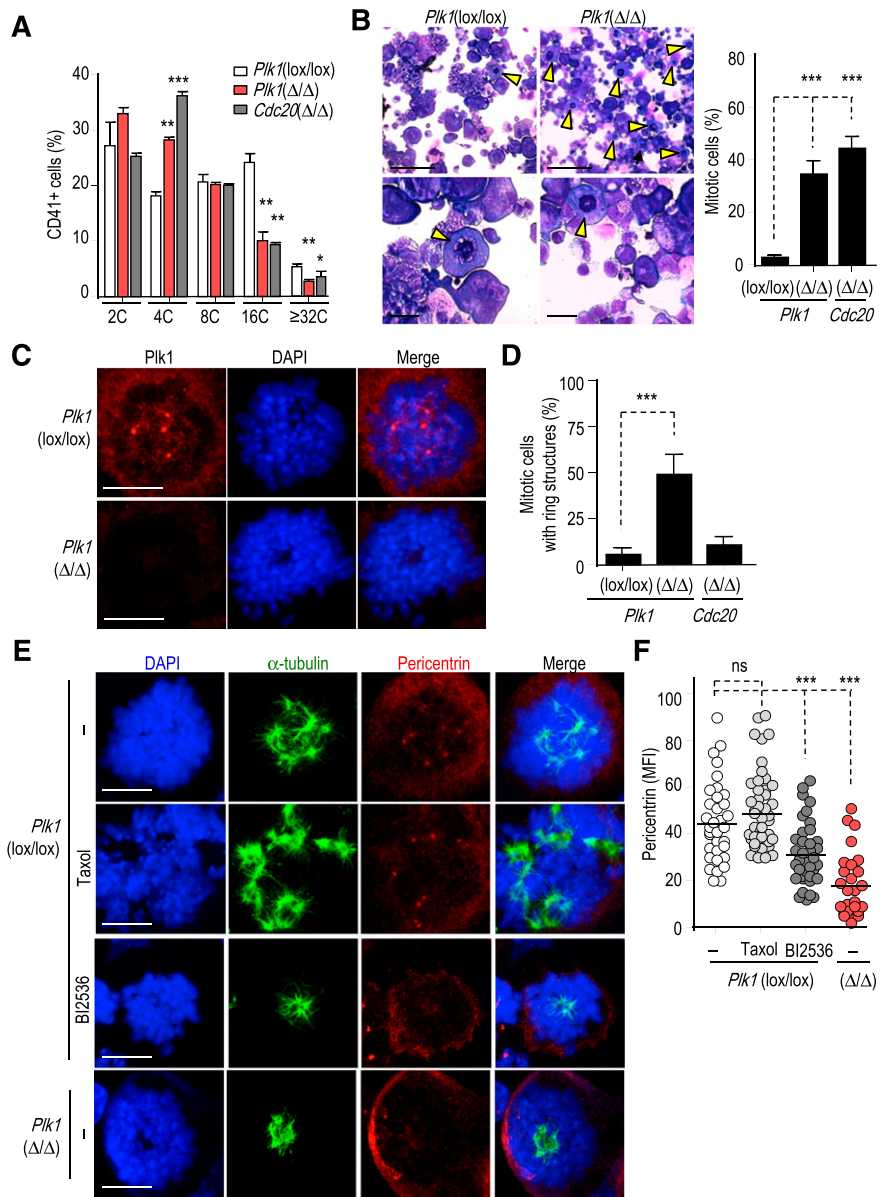 A
CD41+ cells (%)
40
30
20
10
0
Plk1(lox/lox)
Plk1(Δ/Δ)
Cdc20(Δ/Δ)
** *** ** ** ** *
2C 4C 8C 16C ≥32C
B
Plk1(lox/lox) Plk1(Δ/Δ)
Mitotic cells (%)
80
60
40
20
0
*** ***
(lox/lox) (Δ/Δ) (Δ/Δ)
Plk1 Cdc20
C
Plk1 DAPI Merge
Plk1
(lox/lox)
Plk1
(Δ/Δ)
D
Mitotic cells
with ring structures (%)
100
75
50
25
0
***
(lox/lox) (Δ/Δ) (Δ/Δ)
Plk1 Cdc20
E
DAPI α-tubulin Pericentrin Merge
–
Plk1
(lox/lox)
Taxol
BI2536
Plk1
(Δ/Δ)
–
F
Pericentrin (MFI)
100
80
60
40
20
0
ns *** ***
– Taxol BI2536 –
Plk1 (lox/lox) (Δ/Δ)